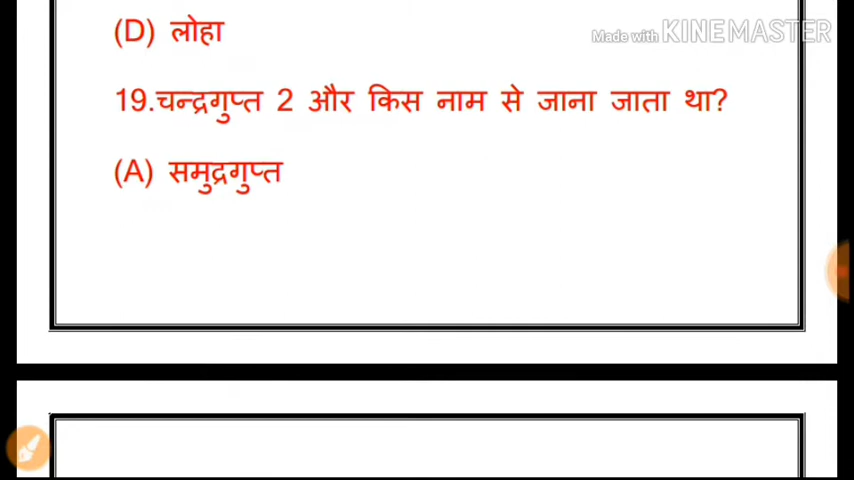 (D) लोहा
Made with KINEMASTER
19.चन्द्रगुप्त 2 और किस नाम से जाना जाता था?
(A) समुद्रगुप्त